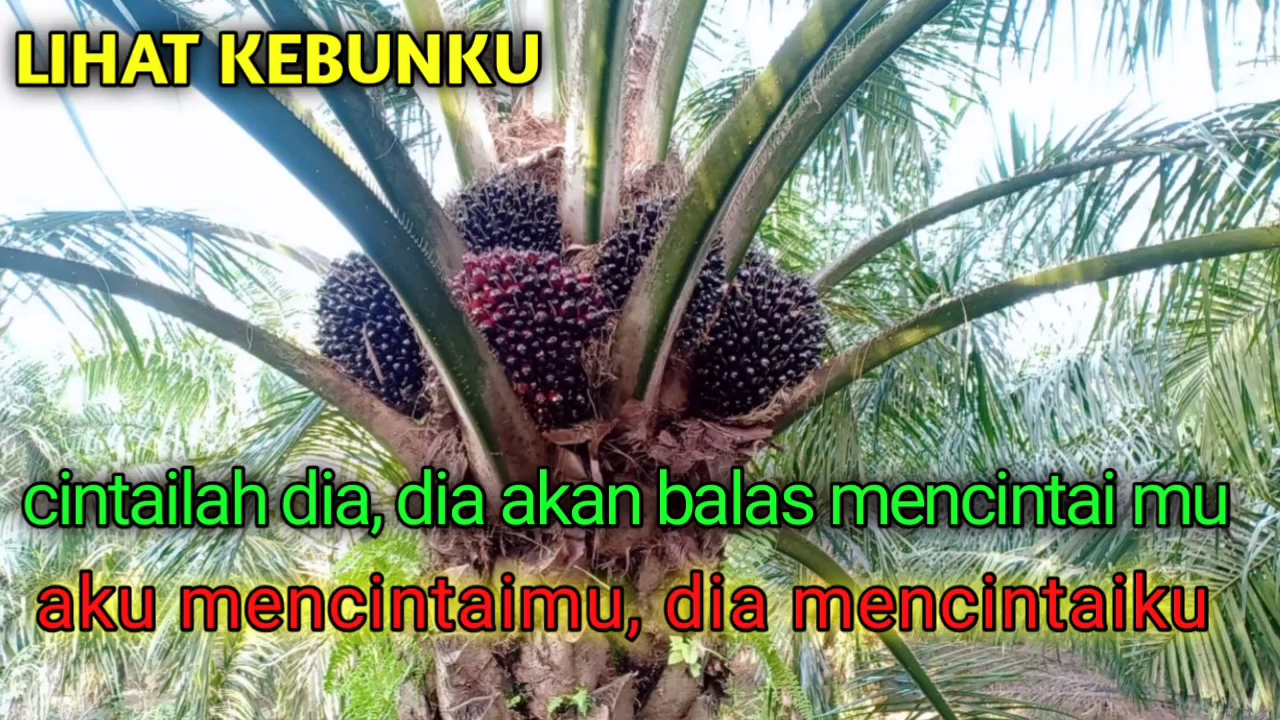 LIHAT KEBUNKU
cintailah dia, dia akan balas mencintai mu
aku mencintaimu, dia mencintaiku